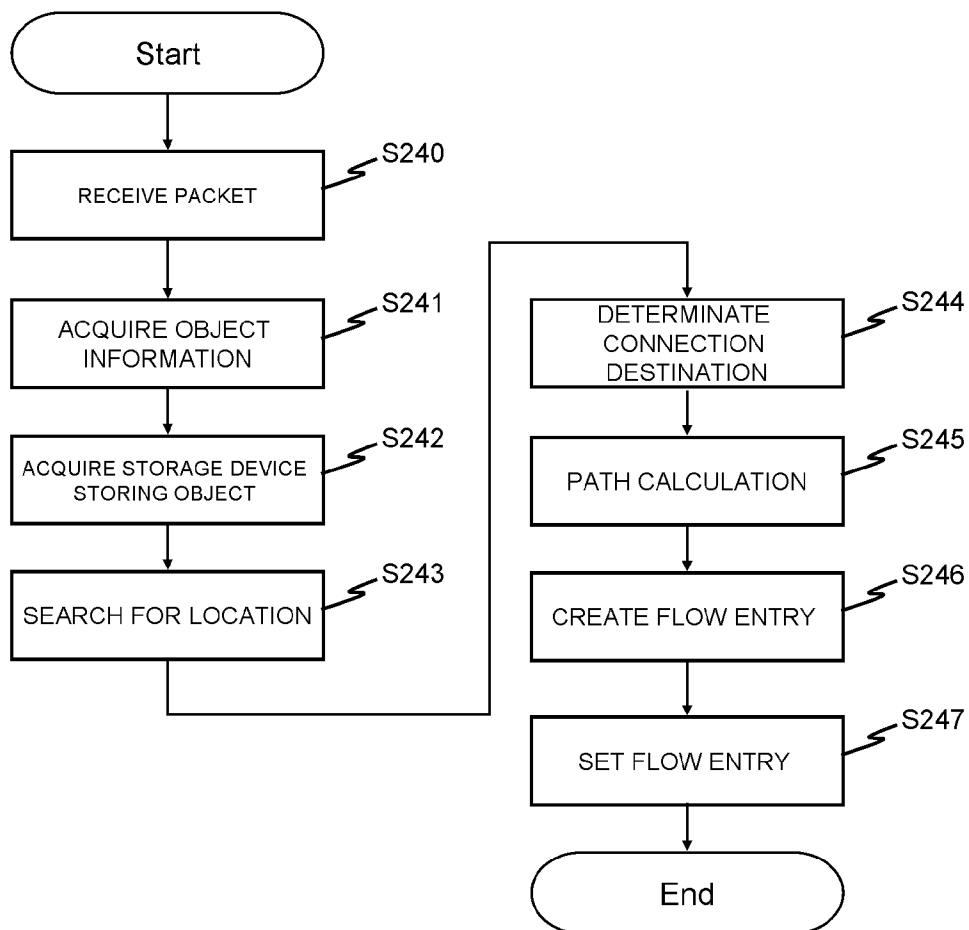 Start
S240
RECEIVE PACKET
S241
ACQUIRE OBJECT
INFORMATION
S242
ACQUIRE STORAGE DEVICE
STORING OBJECT
S243
SEARCH FOR LOCATION
S244
DETERMINATE
CONNECTION
DESTINATION
S245
PATH CALCULATION
S246
CREATE FLOW ENTRY
S247
SET FLOW ENTRY
End